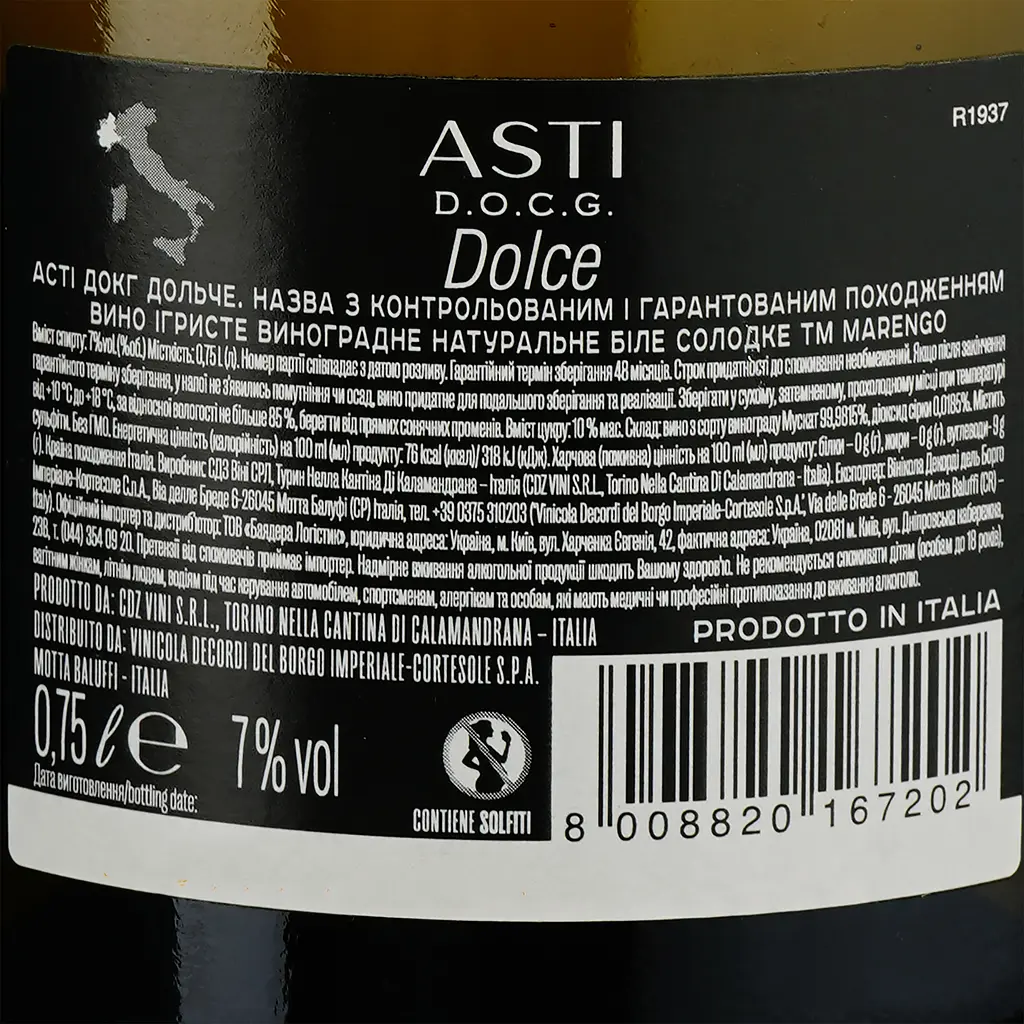 R1937
ASTI
D.O.C.G.
Dolce
АСТІ ДОКГ ДОЛЬЧЕ. НАЗВА З КОНТРОЛЬОВАНИМ І ГАРАНТОВАНИМ ПОХОДЖЕННЯМ
ВИНО ІГРИСТЕ ВИНОГРАДНЕ НАТУРАЛЬНЕ БІЛЕ СОЛОДКЕ ТМ MARENGO
Вміст спирту: 7%vol.(%об.) Місткість: 0,75 L (л). Номер партії співпадає з датою розливу. Гарантійний термін зберігання 48 місяців. Строк придатності до споживання необмежений. Якщо після закінчення
гарантійного терміну зберігання, у напої не з'явились помутніння чи осад, вино придатне для подальшого зберігання та реалізації. Зберігати у сухому, затемненому, прохолодному місці при температурі
від +10 °С до +18 °С, за відносної вологості не більше 85 %, берегти від прямих сонячних променів. Вміст цукру: 10 % мас. Склад: вино з сорту винограду Мускат 99,9815%, діоксид сірки 0,0185%. Містить
сульфіти. Без ГМО. Енергетична цінність (калорійність) на 100 ml (мл) продукту: 76 kcal (ккал)/ 318 kJ (кДж). Харчова (поживна) цінність на 100 ml (мл) продукту: білки – 0 g (г), жири – 0 g (г), вуглеводи- 9 g
(г). Країна походження Італія. Виробник: СДЗ Віні СРЛ, Турин Нелла Кантіна Ді Каламандрана – Італія (CDZ VINI S.R.L., Torino Nella Cantina Di Calamandrana - Italia). Експортер: Вінікола Декорді дель Борго
Імперіале-Кортесоле С.п.А., Віа делле Бреде 6-26045 Мотта Балуфі (СР) Італія, тел. +39 0375 310203 ("Vinicola Decordi del Borgo Imperiale-Cortesole S.p.A.", Via delle Brede 6 - 26045 Motta Baluffi (CR) –
Italy). Офіційний імпортер та дистриб'ютор: ТОВ «Баядера Логістик», юридична адреса: Україна, м. Київ, вул. Харченка Євгенія, 42, фактична адреса: Україна, 02081 м. Київ, вул. Дніпровська набережна,
23В, т. (044) 354 09 20. Претензії від споживачів приймає імпортер. Надмірне вживання алкогольної продукції шкодить Вашому здоров'ю. Не рекомендується споживати дітям (особам до 18 років),
вагітним жінкам, літнім людям, водіям під час керування автомобілем, спортсменам, алергікам та особам, які мають медичні чи професійні протипоказання до вживання алкоголю.
PRODOTTO DA: CDZ VINI S.R.L., TORINO NELLA CANTINA DI CALAMANDRANA – ITALIA
DISTRIBUITO DA: VINICOLA DECORDI DEL BORGO IMPERIALE-CORTESOLE S.P.A.
MOTTA BALUFFI - ITALIA
PRODOTTO IN ITALIA
0,75 ℓ ℮ 7% vol
Дата виготовлення/bottling date:
CONTIENE SOLFITI
8 008820 167202